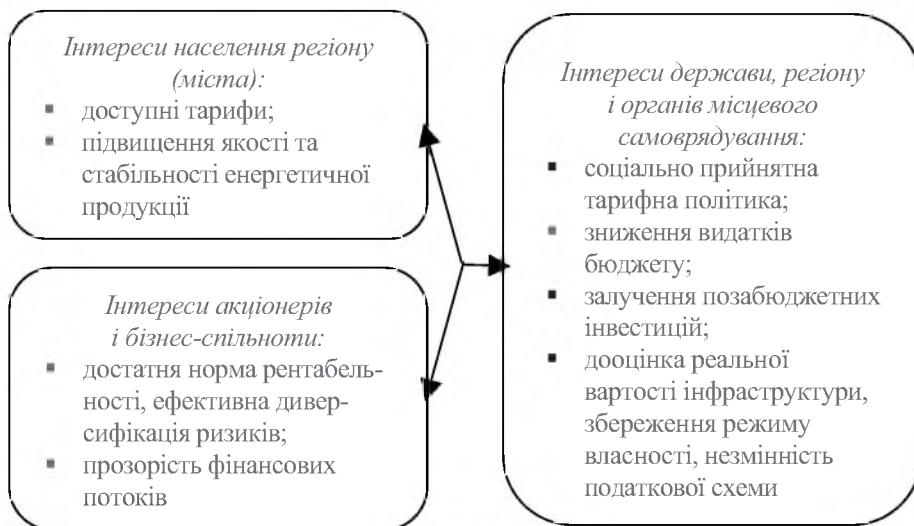 Інтереси населення регіону
(міста):
▪ доступні тарифи;
▪ підвищення якості та
стабільності енергетичної
продукції
Інтереси акціонерів
і бізнес-спільноти:
▪ достатня норма рентабель-
ності, ефективна дивер-
сифікація ризиків;
▪ прозорість фінансових
потоків
Інтереси держави, регіону
і органів місцевого
самоврядування:
▪ соціально прийнятна
тарифна політика;
▪ зниження видатків
бюджету;
▪ залучення позабюджетних
інвестицій;
▪ дооцінка реальної
вартості інфраструктури,
збереження режиму
власності, незмінність
податкової схеми